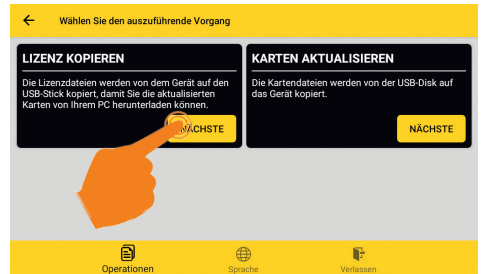 Wählen Sie den auszuführende Vorgang
LIZENZ KOPIEREN
Die Lizenzdateien werden von dem Gerät auf den
USB-Stick kopiert, damit Sie die aktualisierten
Karten von Ihrem PC herunterladen können.
NÄCHSTE
KARTEN AKTUALISIEREN
Die Kartendateien werden von der USB-Disk auf
das Gerät kopiert.
NÄCHSTE
Operationen
Sprache
Verlassen